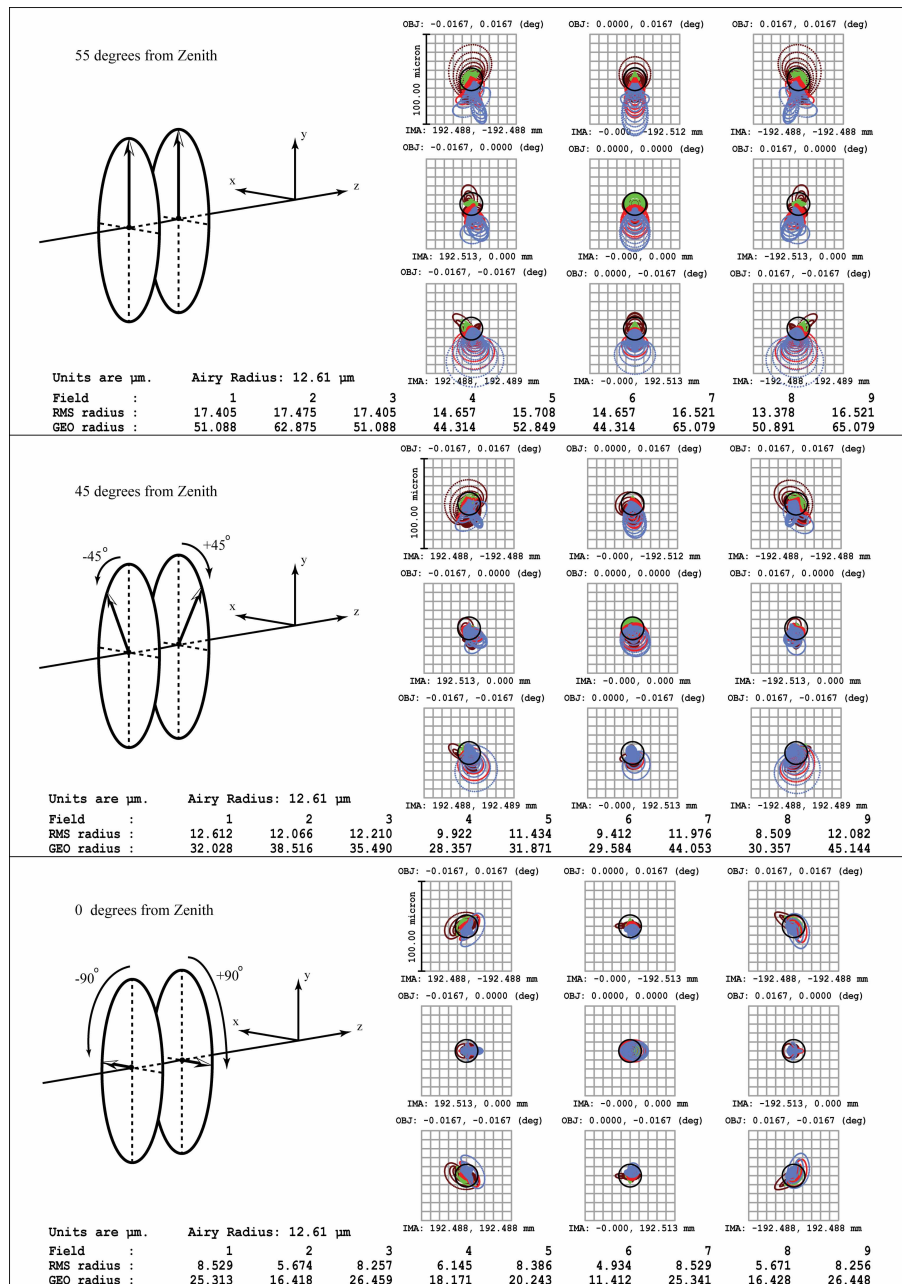 OBJ: -0.0167, 0.0167 (deg) OBJ: 0.0000, 0.0167 (deg) OBJ: 0.0167, 0.0167 (deg)
55 degrees from Zenith
100.00 micron
y
x
z
IMA: 192.488, -192.488 mm IMA: -0.000, -192.512 mm IMA: -192.488, -192.488 mm
OBJ: -0.0167, 0.0000 (deg) OBJ: 0.0000, 0.0000 (deg) OBJ: 0.0167, 0.0000 (deg)
IMA: 192.513, 0.000 mm IMA: -0.000, 0.000 mm IMA: -192.513, 0.000 mm
OBJ: -0.0167, -0.0167 (deg) OBJ: 0.0000, -0.0167 (deg) OBJ: 0.0167, -0.0167 (deg)
IMA: 192.488, 192.489 mm IMA: -0.000, 192.513 mm IMA: -192.488, 192.489 mm
Units are µm. Airy Radius: 12.61 µm
Field : 1 2 3 4 5 6 7 8 9
RMS radius : 17.405 17.475 17.405 14.657 15.708 14.657 16.521 13.378 16.521
GEO radius : 51.088 62.875 51.088 44.314 52.849 44.314 65.079 50.891 65.079
OBJ: -0.0167, 0.0167 (deg) OBJ: 0.0000, 0.0167 (deg) OBJ: 0.0167, 0.0167 (deg)
45 degrees from Zenith
100.00 micron
-45° +45°
y
x
z
IMA: 192.488, -192.488 mm IMA: -0.000, -192.512 mm IMA: -192.488, -192.488 mm
OBJ: -0.0167, 0.0000 (deg) OBJ: 0.0000, 0.0000 (deg) OBJ: 0.0167, 0.0000 (deg)
IMA: 192.513, 0.000 mm IMA: -0.000, 0.000 mm IMA: -192.513, 0.000 mm
OBJ: -0.0167, -0.0167 (deg) OBJ: 0.0000, -0.0167 (deg) OBJ: 0.0167, -0.0167 (deg)
IMA: 192.488, 192.489 mm IMA: -0.000, 192.513 mm IMA: -192.488, 192.489 mm
Units are µm. Airy Radius: 12.61 µm
Field : 1 2 3 4 5 6 7 8 9
RMS radius : 12.612 12.066 12.210 9.922 11.434 9.412 11.976 8.509 12.082
GEO radius : 32.028 38.516 35.490 28.357 31.871 29.584 44.053 30.357 45.144
OBJ: -0.0167, 0.0167 (deg) OBJ: 0.0000, 0.0167 (deg) OBJ: 0.0167, 0.0167 (deg)
0 degrees from Zenith
100.00 micron
-90° +90°
y
x
z
IMA: 192.488, -192.488 mm IMA: -0.000, -192.513 mm IMA: -192.488, -192.488 mm
OBJ: -0.0167, 0.0000 (deg) OBJ: 0.0000, 0.0000 (deg) OBJ: 0.0167, 0.0000 (deg)
IMA: 192.513, 0.000 mm IMA: -0.000, 0.000 mm IMA: -192.513, 0.000 mm
OBJ: -0.0167, -0.0167 (deg) OBJ: 0.0000, -0.0167 (deg) OBJ: 0.0167, -0.0167 (deg)
IMA: 192.488, 192.488 mm IMA: -0.000, 192.513 mm IMA: -192.488, 192.488 mm
Units are µm. Airy Radius: 12.61 µm
Field : 1 2 3 4 5 6 7 8 9
RMS radius : 8.529 5.674 8.257 6.145 8.386 4.934 8.529 5.671 8.256
GEO radius : 25.313 16.418 26.459 18.171 20.243 11.412 25.341 16.428 26.448